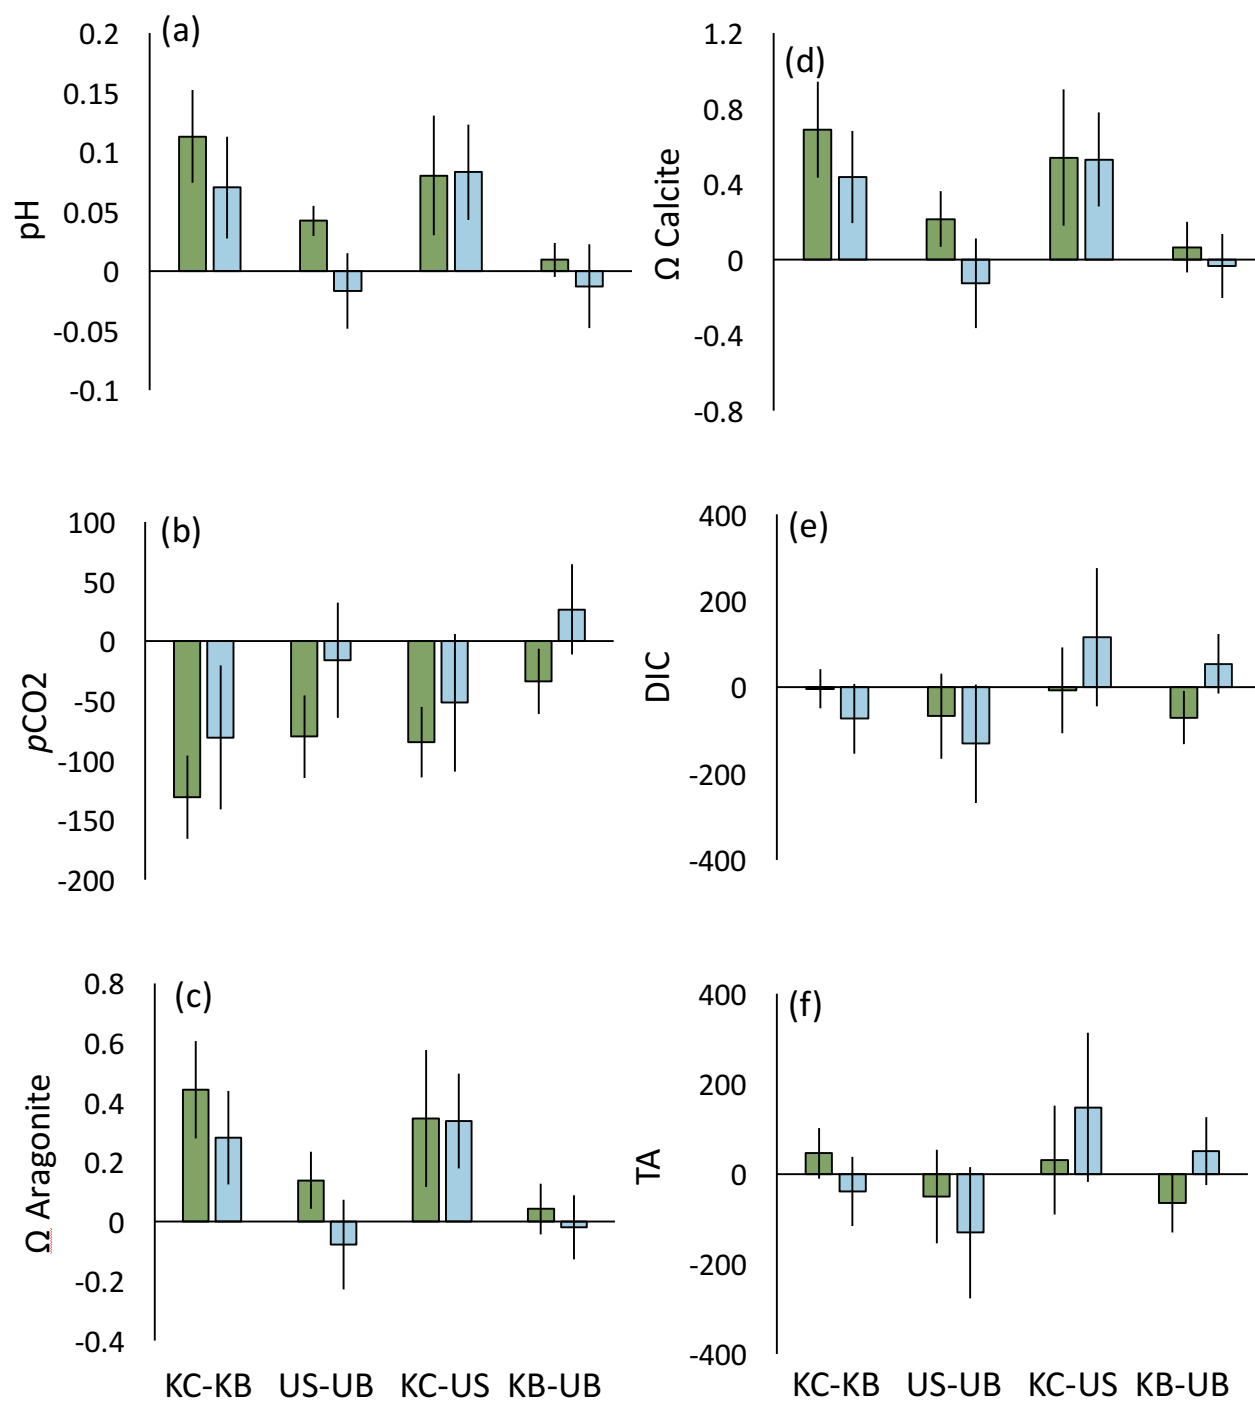 (a)
0.2
0.15
0.1
0.05
0
-0.05
-0.1
pH
(d)
1.2
0.8
0.4
0
-0.4
-0.8
Ω Calcite
(b)
100
50
0
-50
-100
-150
-200
pCO2
(e)
400
200
0
-200
-400
DIC
(c)
0.8
0.6
0.4
0.2
0
-0.2
-0.4
Ω Aragonite
KC-KB US-UB KC-US KB-UB
(f)
400
200
0
-200
-400
TA
KC-KB US-UB KC-US KB-UB